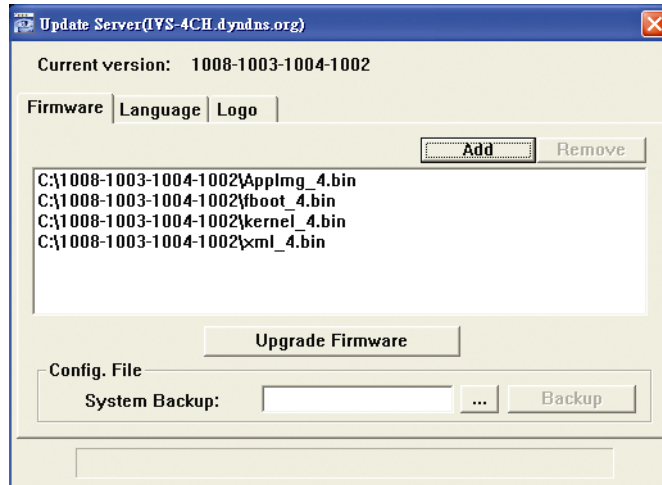 Update Server(IVS-4CH.dyndns.org)
Current version: 1008-1003-1004-1002
Firmware Language Logo
Add Remove
C:\1008-1003-1004-1002\AppImg_4.bin
C:\1008-1003-1004-1002\fboot_4.bin
C:\1008-1003-1004-1002\kernel_4.bin
C:\1008-1003-1004-1002\xml_4.bin
Upgrade Firmware
Config. File
System Backup: ... Backup